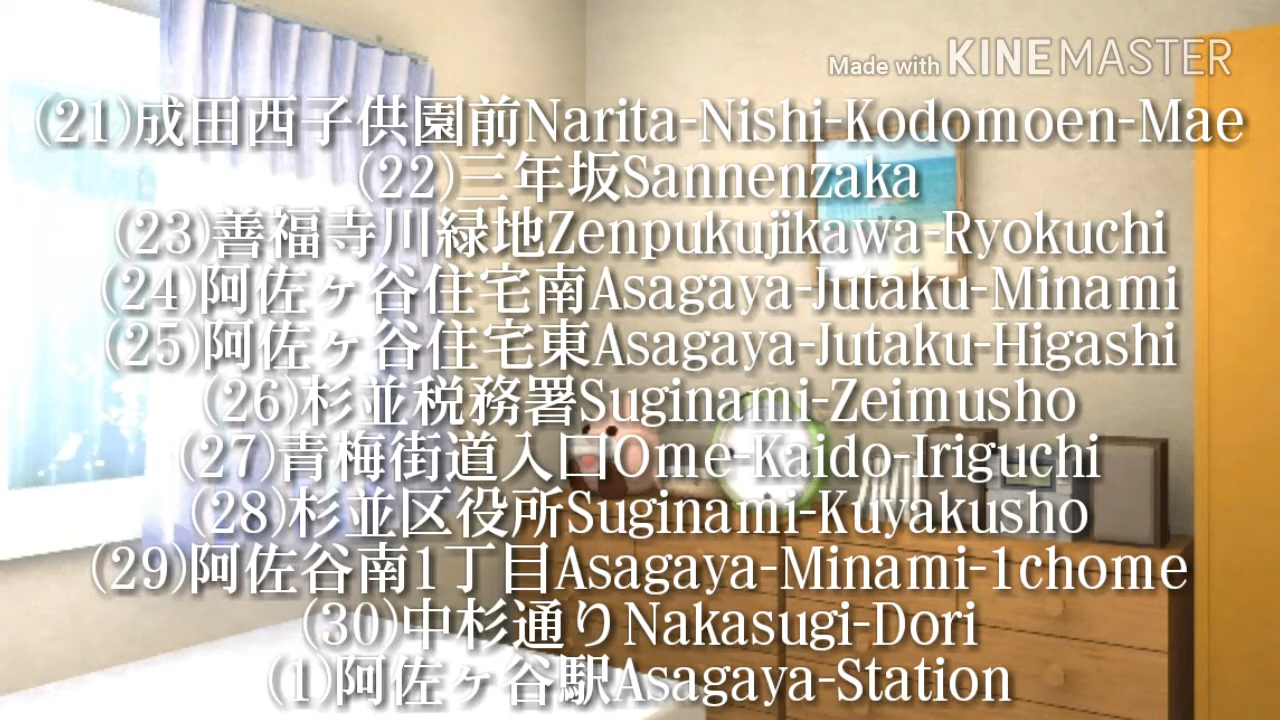 Made with KINEMASTER
(21)成田西子供園前Narita-Nishi-Kodomoen-Mae
(22)三年坂Sannenzaka
(23)善福寺川緑地Zenpukujikawa-Ryokuchi
(24)阿佐ヶ谷住宅南Asagaya-Jutaku-Minami
(25)阿佐ヶ谷住宅東Asagaya-Jutaku-Higashi
(26)杉並税務署Suginami-Zeimusho
(27)青梅街道入口Ome-Kaido-Iriguchi
(28)杉並区役所Suginami-Kuyakusho
(29)阿佐谷南1丁目Asagaya-Minami-1chome
(30)中杉通りNakasugi-Dori
(1)阿佐ヶ谷駅Asagaya-Station